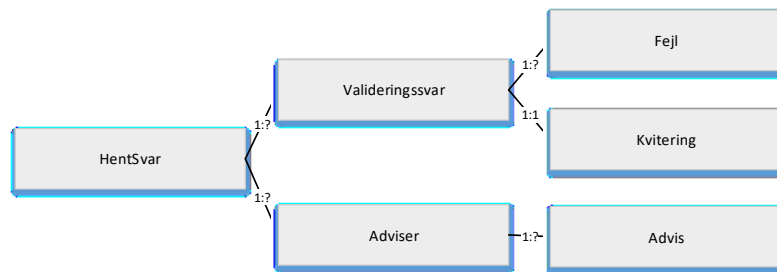 Fejl
1:?
Valideringssvar
1:1
1:?
Kvitering
HentSvar
1:?
Adviser
1:?
Advis